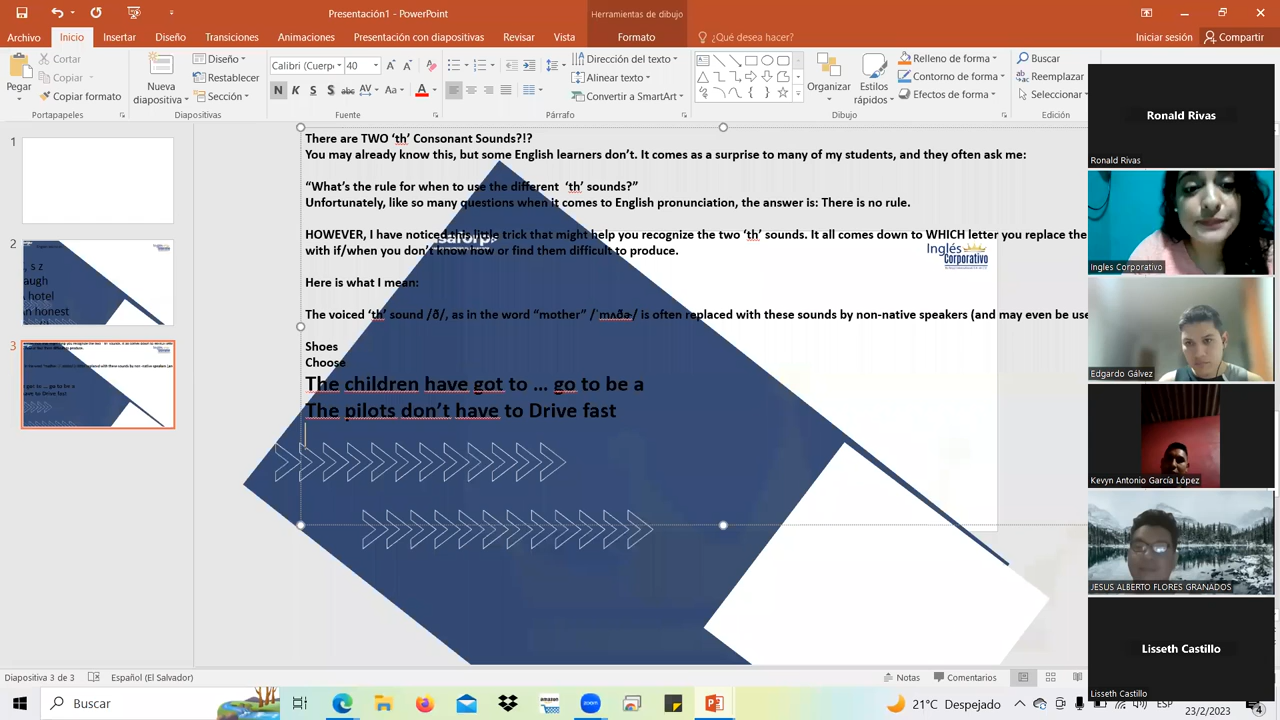 Presentación1 - PowerPoint
Herramientas de dibujo
Archivo Inicio Insertar Diseño Transiciones Animaciones Presentación con diapositivas Revisar Vista Formato ¿Qué desea hacer? Iniciar sesión Compartir
Pegar
Cortar
Copiar
Copiar formato
Portapapeles
Nueva diapositiva
Diseño
Restablecer
Sección
Diapositivas
Calibri (Cuerp 40
N K S S abc AV Aa A
Fuente
Dirección del texto
Alinear texto
Convertir a SmartArt
Párrafo
Organizar
Estilos rápidos
Relleno de forma
Contorno de forma
Efectos de forma
Dibujo
Buscar
Reemplazar
Seleccionar
Edición
1
2
3
There are TWO ‘th’ Consonant Sounds?!?
You may already know this, but some English learners don’t. It comes as a surprise to many of my students, and they often ask me:
“What’s the rule for when to use the different ‘th’ sounds?”
Unfortunately, like so many questions when it comes to English pronunciation, the answer is: There is no rule.
HOWEVER, I have noticed this little trick that might help you recognize the two ‘th’ sounds. It all comes down to WHICH letter you replace the
with if/when you don’t know how or find them difficult to produce.
Here is what I mean:
The voiced ‘th’ sound /ð/, as in the word “mother” /ˈmʌðə/ is often replaced with these sounds by non-native speakers (and may even be use
Shoes
Choose
The children have got to … go to be a
The pilots don’t have to Drive fast
Inglés
Corporativo
, s z
augh
A hotel
n honest
Ronald Rivas
Ronald Rivas
Ingles Corporativo
Edgardo Gálvez
Kevyn Antonio García López
JESUS ALBERTO FLORES GRANADOS
Lisseth Castillo
Lisseth Castillo
Diapositiva 3 de 3 Español (El Salvador) Notas Comentarios
Buscar
amazon
zoom
21°C Despejado
ESP
23/2/2023
4